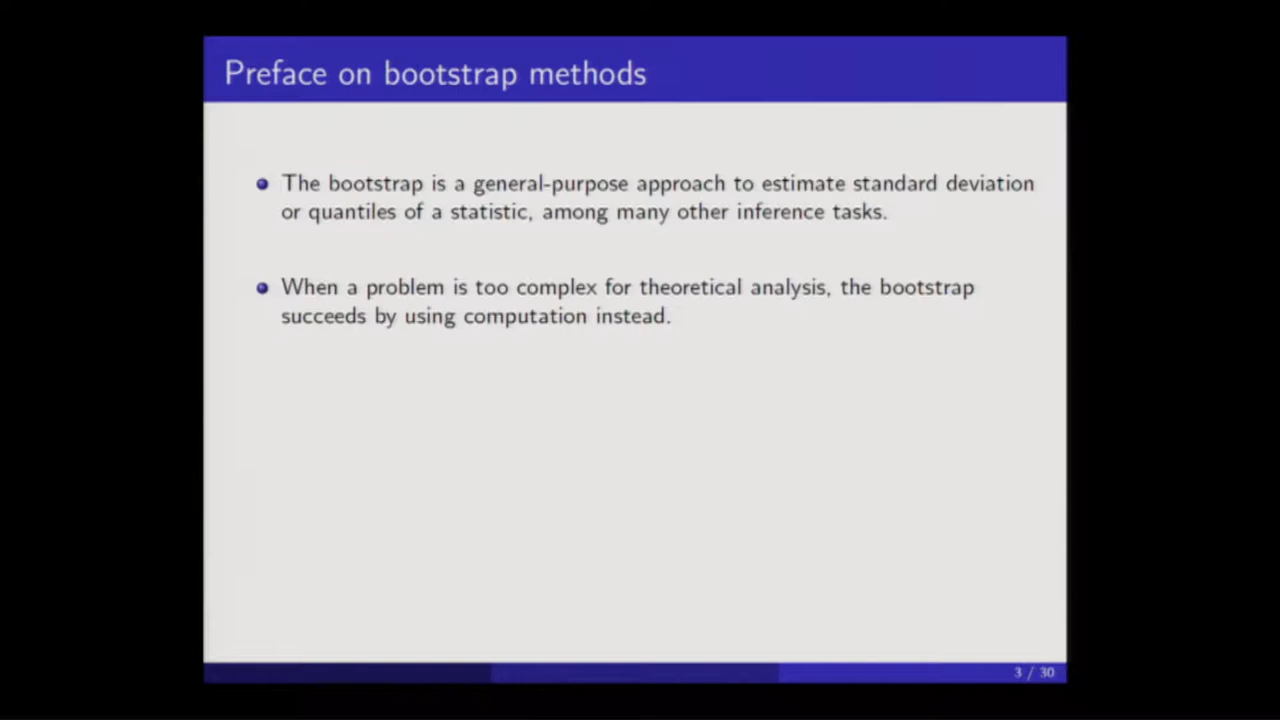 Preface on bootstrap methods
The bootstrap is a general-purpose approach to estimate standard deviation
or quantiles of a statistic, among many other inference tasks.
When a problem is too complex for theoretical analysis, the bootstrap
succeeds by using computation instead.
3 / 30